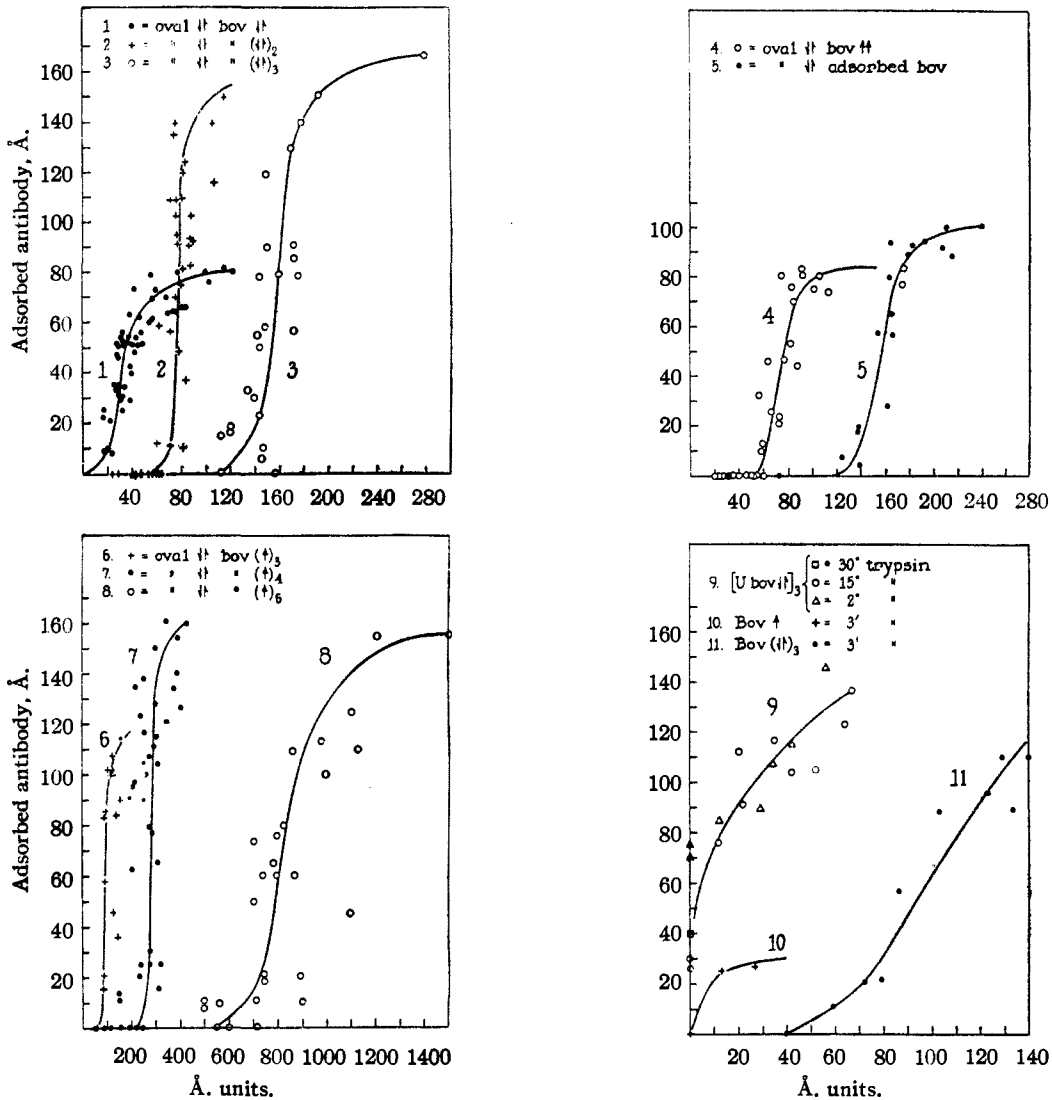 1 • = oval ⥮ bov ⥮
2 + = " ⥮ " (⥮)₂
3 ○ = " ⥮ " (⥮)₃
Adsorbed antibody, Å.
160
140
120
100
80
60
40
20
1
2
3
40 80 120 160 200 240 280
4. ○ = oval ⥮ bov ⇈
5. • = " ⥮ adsorbed bov
100
80
60
40
20
4
5
40 80 120 160 200 240 280
6. + = oval ⥮ bov (↑)₃
7. • = " ⥮ " (↑)₄
8. ○ = " ⥮ " (↑)₆
Adsorbed antibody, Å.
160
140
120
100
80
60
40
20
6
7
8
200 400 600 800 1000 1200 1400
Å. units.
9. [U bov⥮]₃ { □ • 30° trypsin
○ = 15° "
△ = 2° "
10. Bov ↑ + = 3′ "
11. Bov (⥮)₃ • = 3′ "
160
140
120
100
80
60
40
20
9
10
11
20 40 60 80 100 120 140
Å. units.